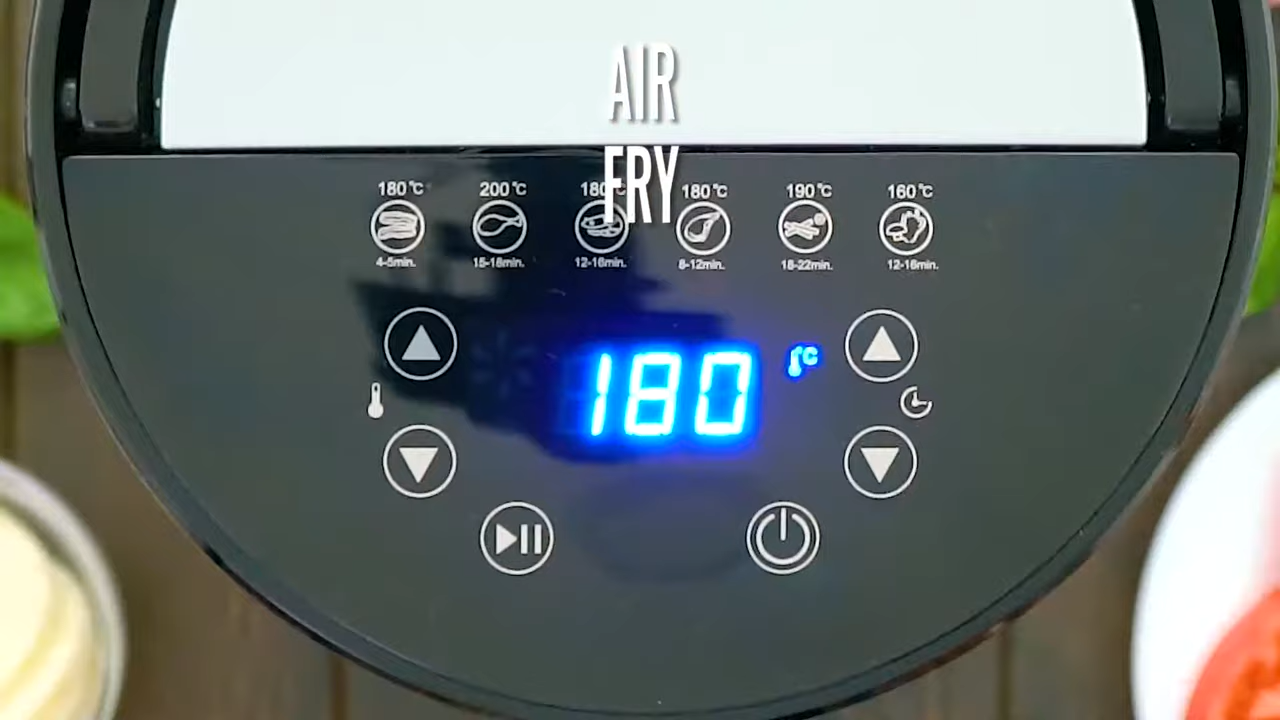 AIR
FRY
180°C 200°C 180°C 180°C 190°C 160°C
4-5min. 15-18min. 12-16min. 8-12min. 18-22min. 12-16min.
180 °C